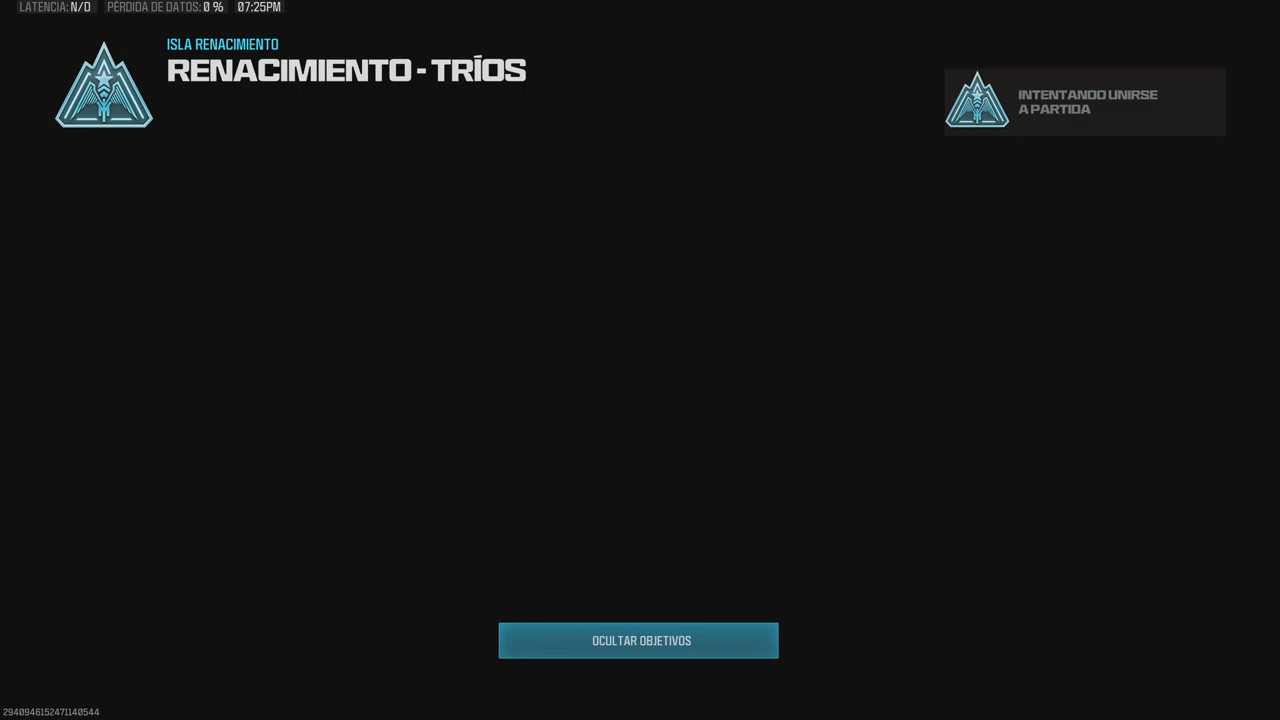 LATENCIA: N/D PÉRDIDA DE DATOS: 0 % 07:25PM
ISLA RENACIMIENTO
RENACIMIENTO - TRÍOS
INTENTANDO UNIRSE
A PARTIDA
OCULTAR OBJETIVOS
2940946152471140544